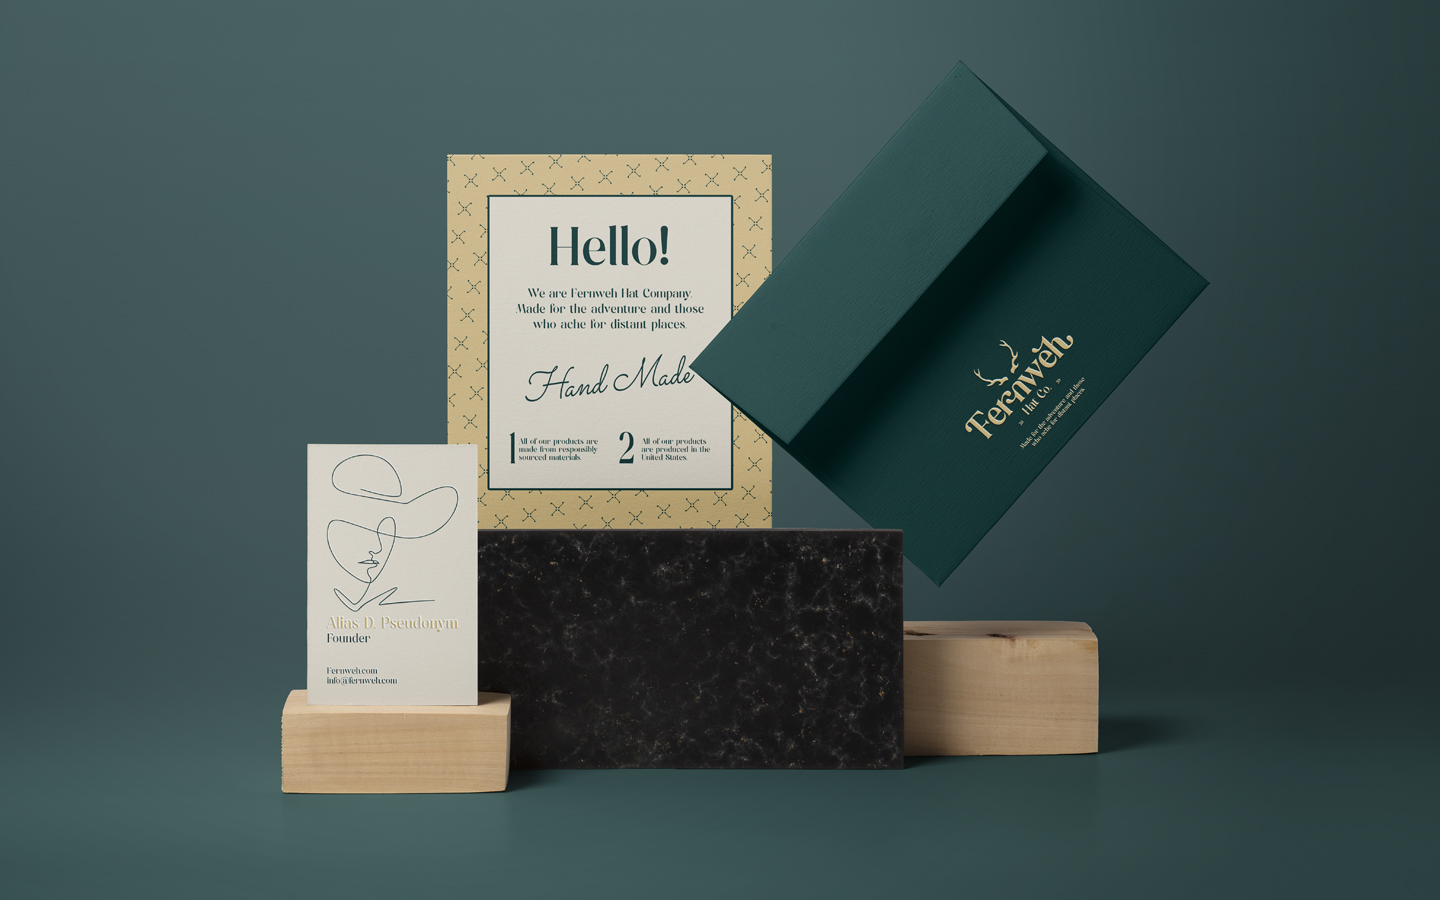 Hello!
We are Fernweh Hat Company.
Made for the adventure and those
who ache for distant places.
Hand Made
1
All of our products are
made from responsibly
sourced materials.
2
All of our products
are produced in the
United States.
Alias D. Pseudonym
Founder
Fernweh.com
info@fernweh.com
Fernweh
Hat Co.
Made for the adventure and those
who ache for distant places.